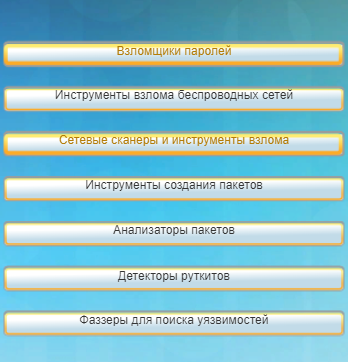 Взломщики паролей
Инструменты взлома беспроводных сетей
Сетевые сканеры и инструменты взлома
Инструменты создания пакетов
Анализаторы пакетов
Детекторы руткитов
Фаззеры для поиска уязвимостей